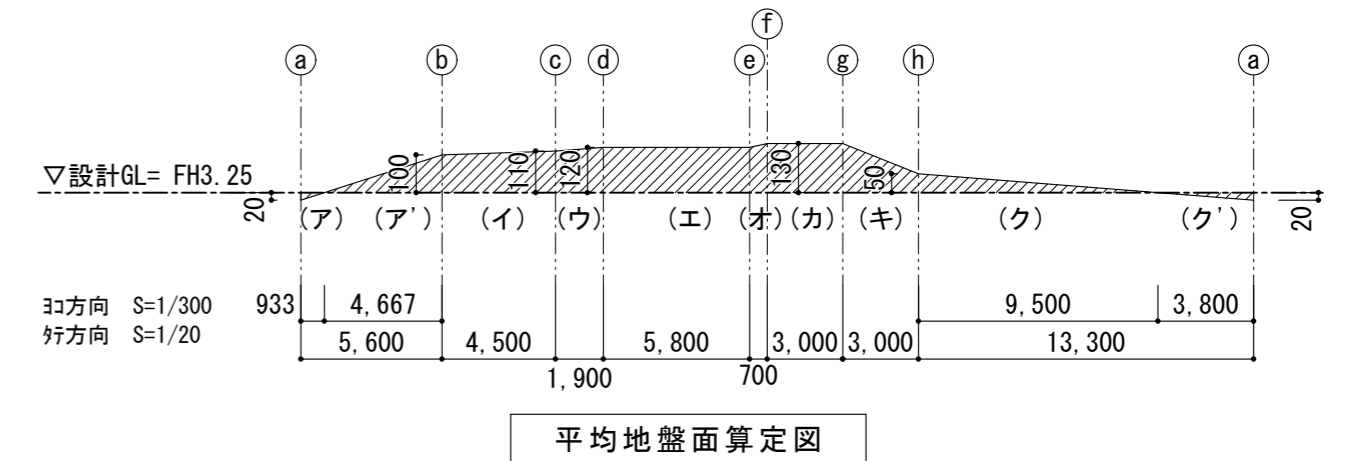 ⓕ
ⓐ ⓑ ⓒ ⓓ ⓔ ⓖ ⓗ ⓐ
▽設計GL= FH3.25
20 100 110 120 130 50 20
(ア) (ア') (イ) (ウ) (エ) (オ) (カ) (キ) (ク) (ク')
ﾖｺ方向 S=1/300 933 4,667 9,500 3,800
ﾀﾃ方向 S=1/20 5,600 4,500 5,800 3,000 3,000 13,300
1,900 700
平均地盤面算定図